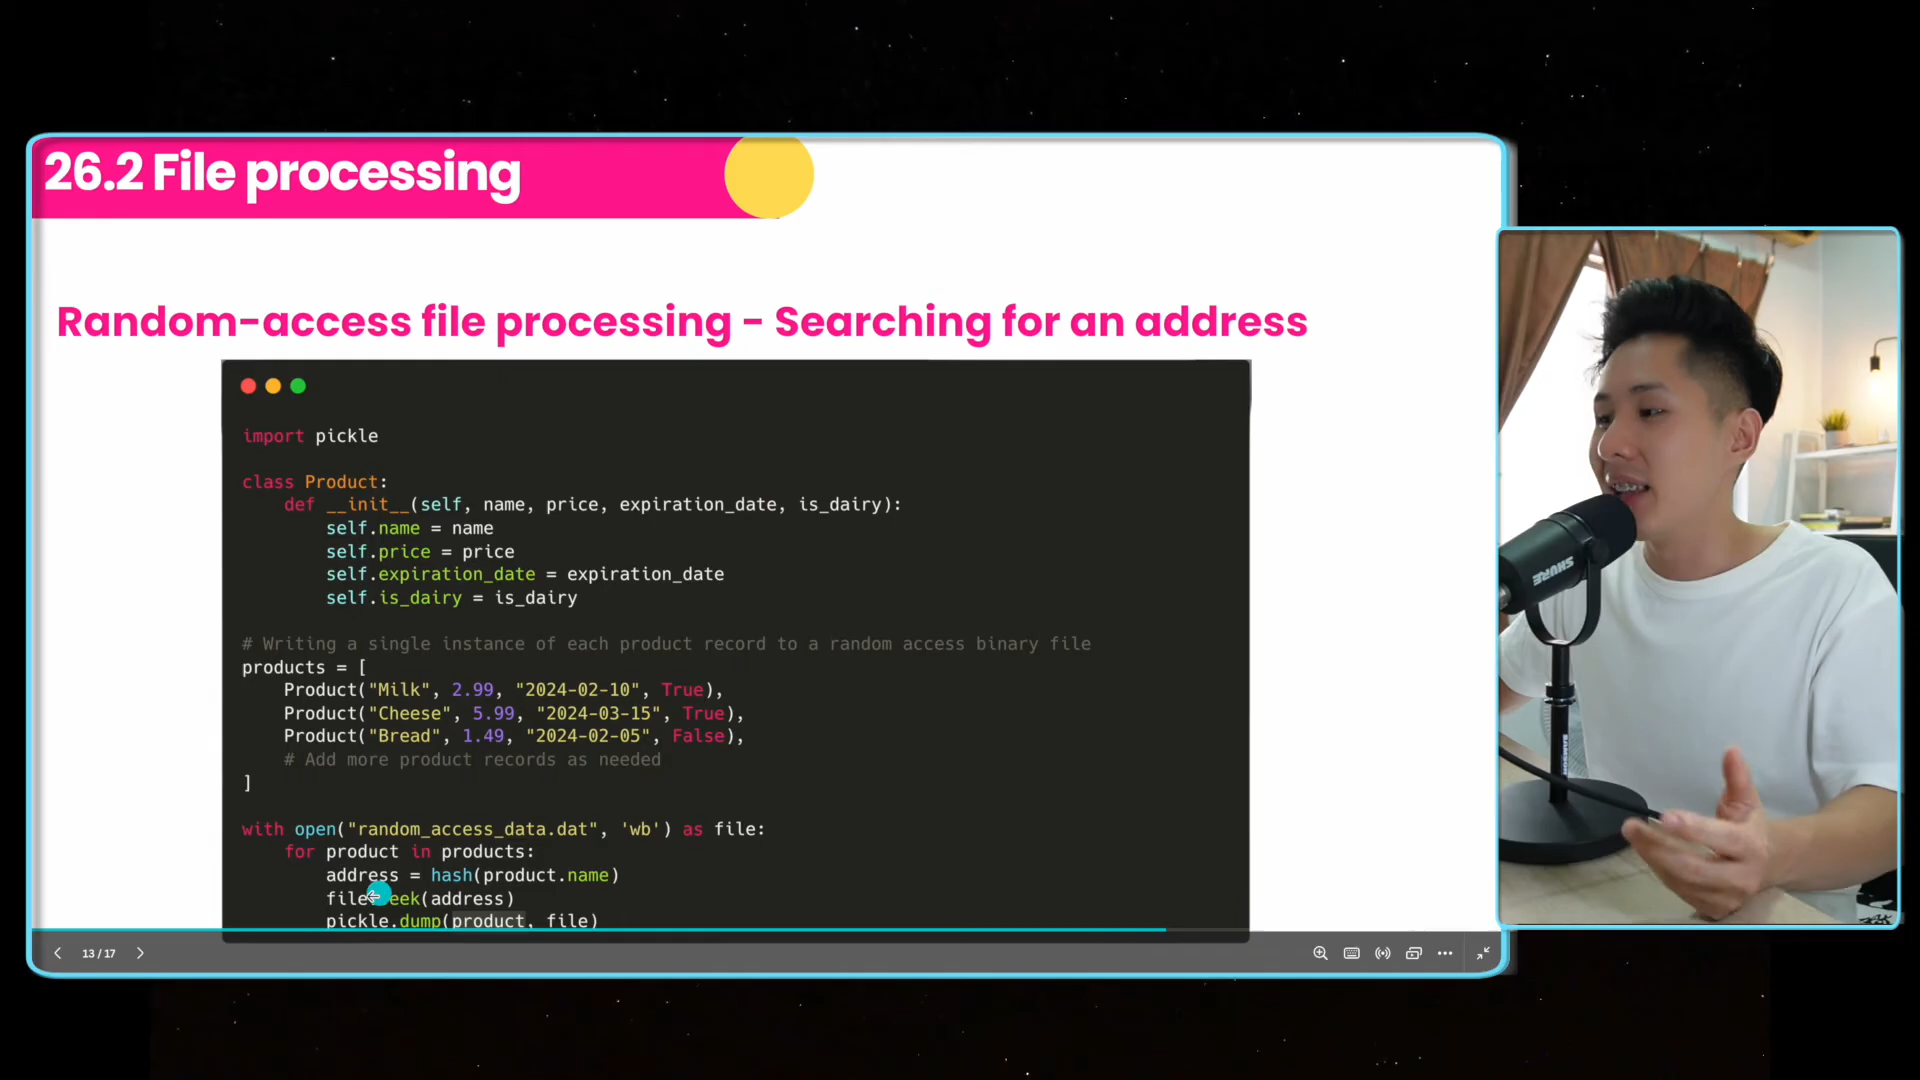 26.2 File processing
Random-access file processing - Searching for an address
import pickle
class Product:
def __init__(self, name, price, expiration_date, is_dairy):
self.name = name
self.price = price
self.expiration_date = expiration_date
self.is_dairy = is_dairy
# Writing a single instance of each product record to a random access binary file
products = [
Product("Milk", 2.99, "2024-02-10", True),
Product("Cheese", 5.99, "2024-03-15", True),
Product("Bread", 1.49, "2024-02-05", False),
# Add more product records as needed
]
with open("random_access_data.dat", 'wb') as file:
for product in products:
address = hash(product.name)
file.seek(address)
pickle.dump(product, file)
13 / 17
SHURE